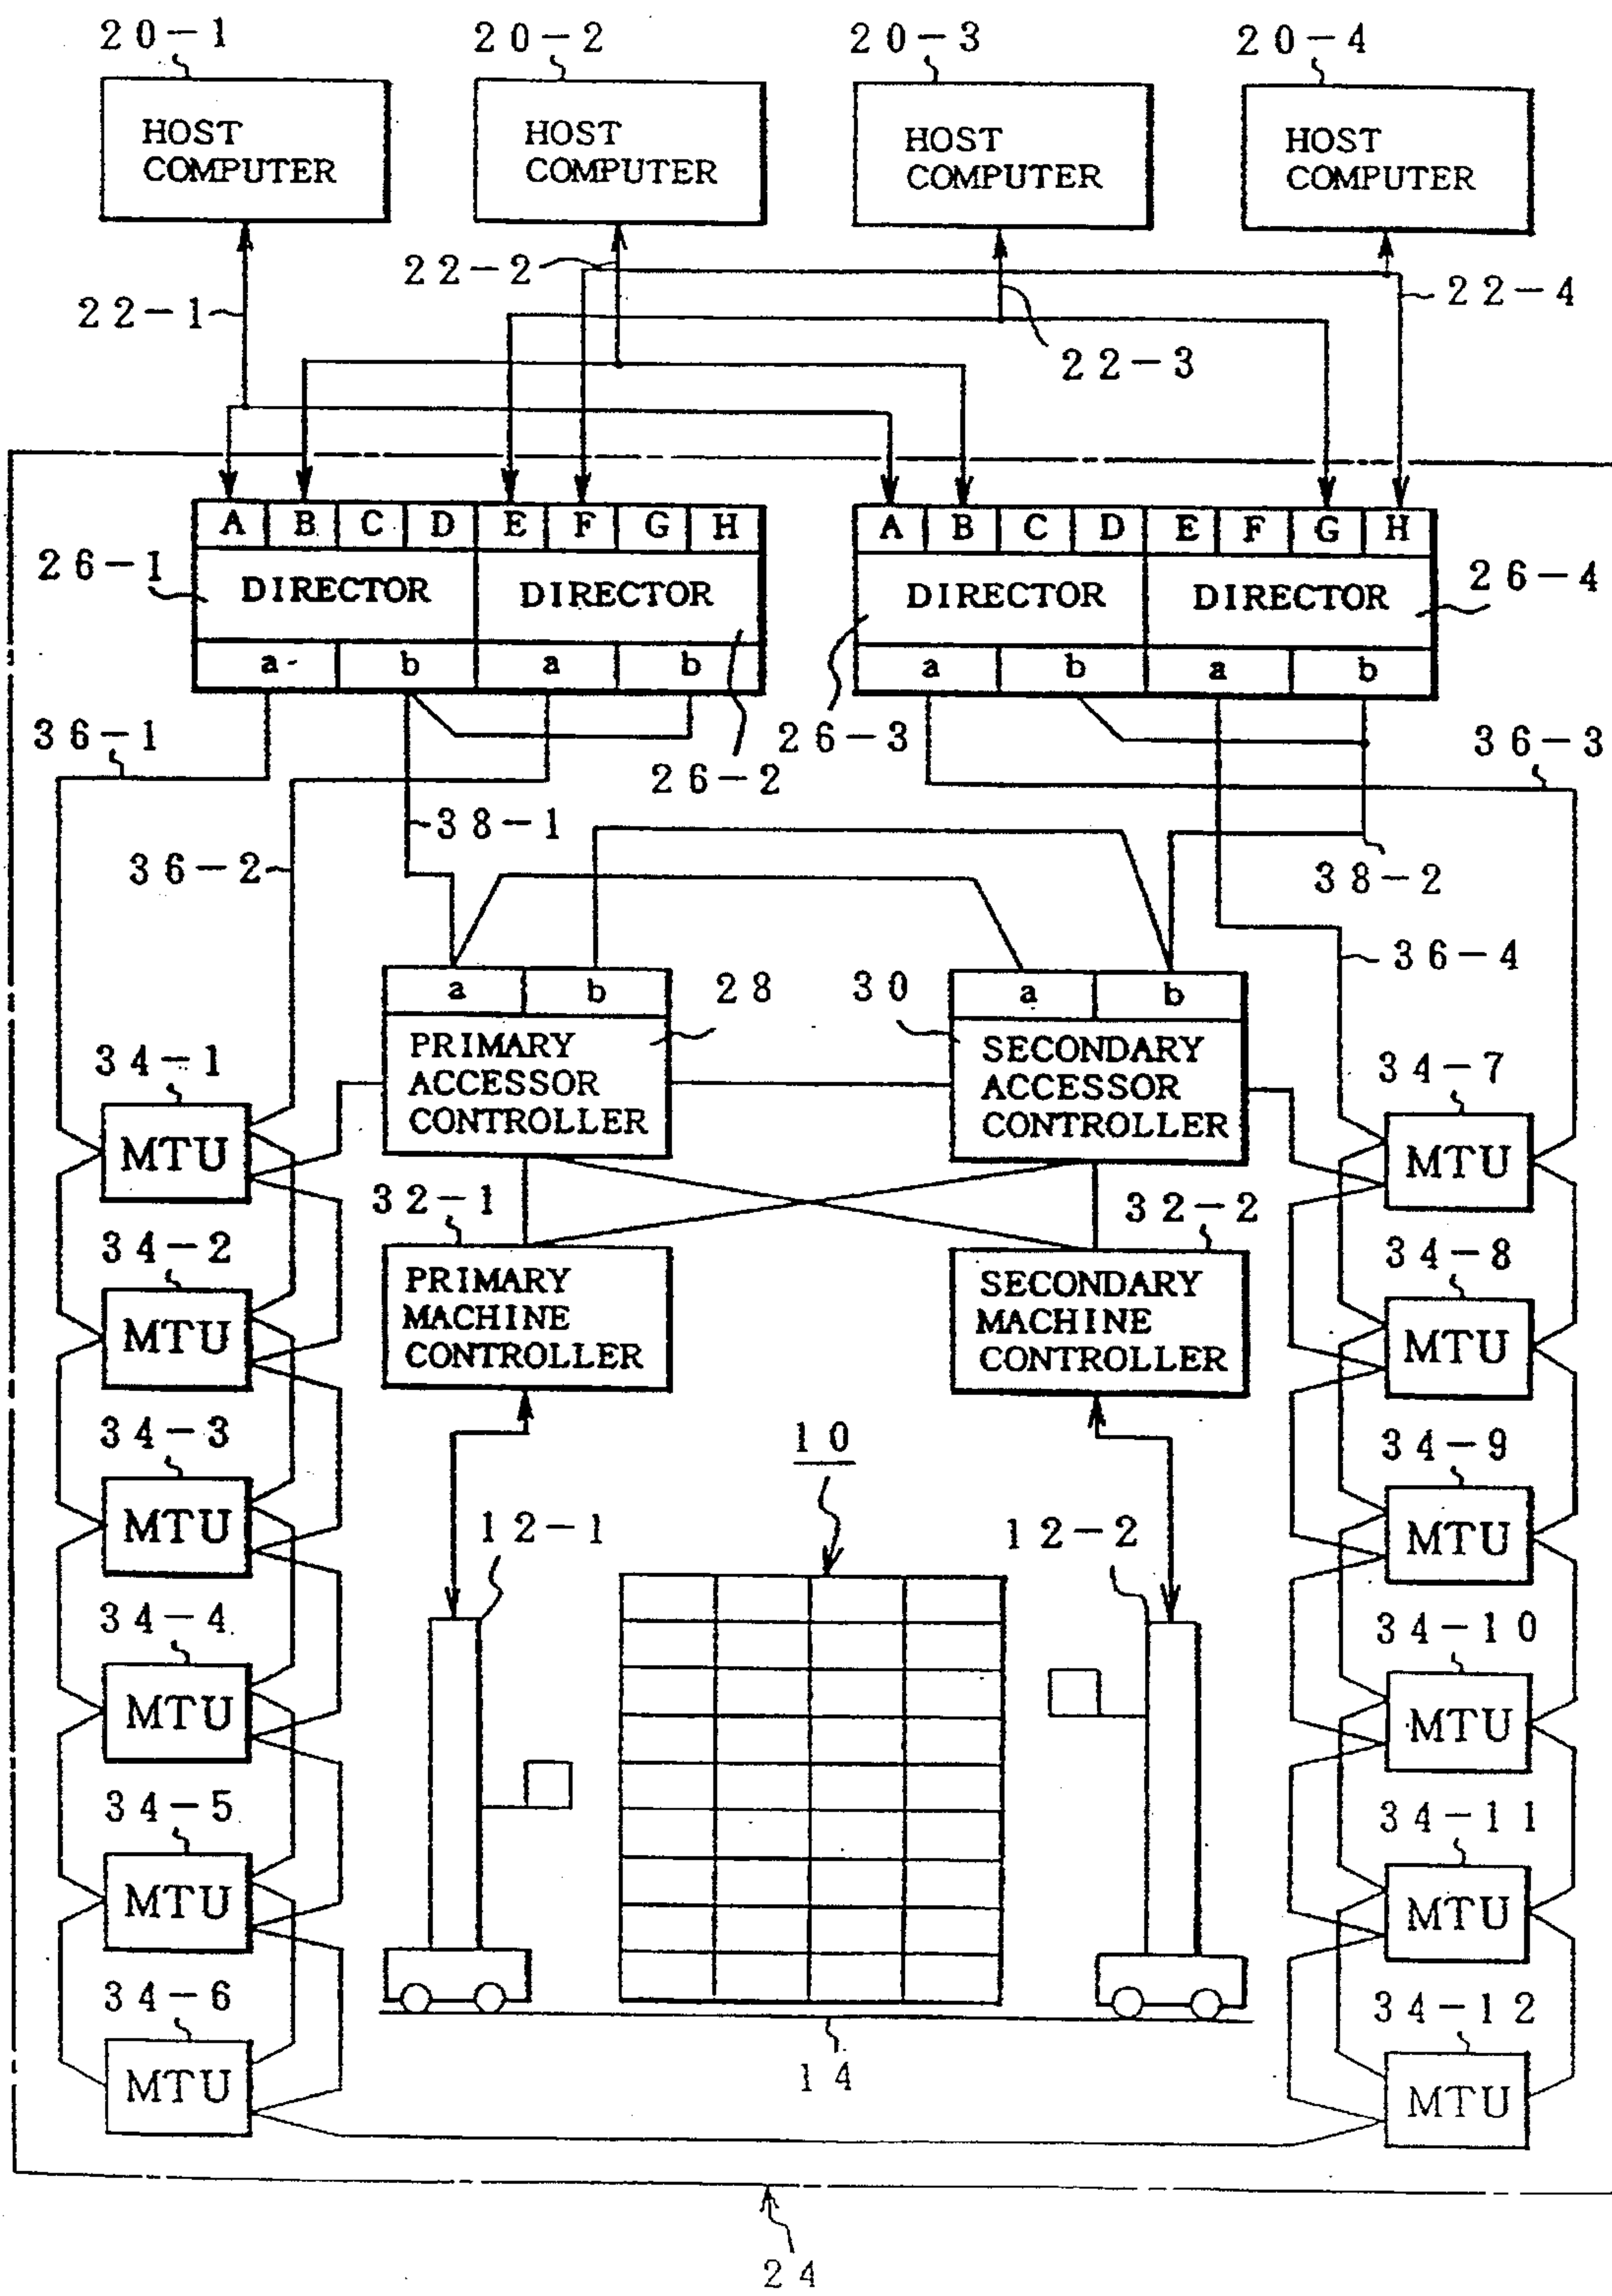 20-1 20-2 20-3 20-4
HOST COMPUTER
HOST COMPUTER
HOST COMPUTER
HOST COMPUTER
22-1
22-2
22-3
22-4
A B C D E F G H
A B C D E F G H
26-1
DIRECTOR
DIRECTOR
DIRECTOR
DIRECTOR
26-4
a b a b
a b a b
26-2
26-3
36-1
36-3
38-1
36-2
38-2
36-4
a b
28
30
a b
PRIMARY
ACCESSOR
CONTROLLER
SECONDARY
ACCESSOR
CONTROLLER
34-1
MTU
34-7
MTU
32-1
32-2
PRIMARY
MACHINE
CONTROLLER
SECONDARY
MACHINE
CONTROLLER
34-2
MTU
34-8
MTU
34-3
MTU
34-9
MTU
10
12-1
12-2
34-4
MTU
34-10
MTU
34-5
MTU
34-11
MTU
34-6
MTU
34-12
MTU
14
24